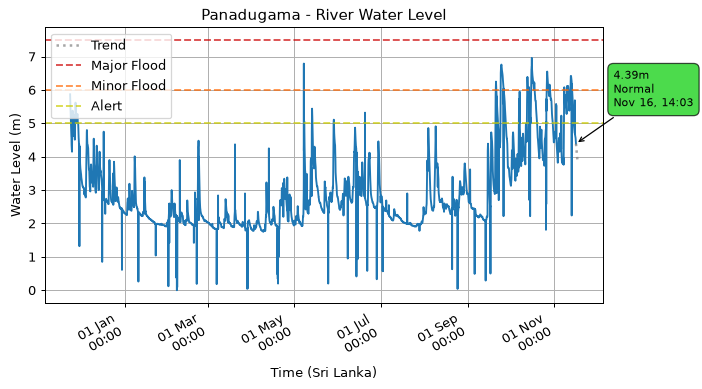 Panadugama - River Water Level
Trend
Major Flood
Minor Flood
Alert
4.39m
Normal
Nov 16, 14:03
Water Level (m)
7
6
5
4
3
2
1
0
01 Jan
00:00
01 Mar
00:00
01 May
00:00
01 Jul
00:00
01 Sep
00:00
01 Nov
00:00
Time (Sri Lanka)